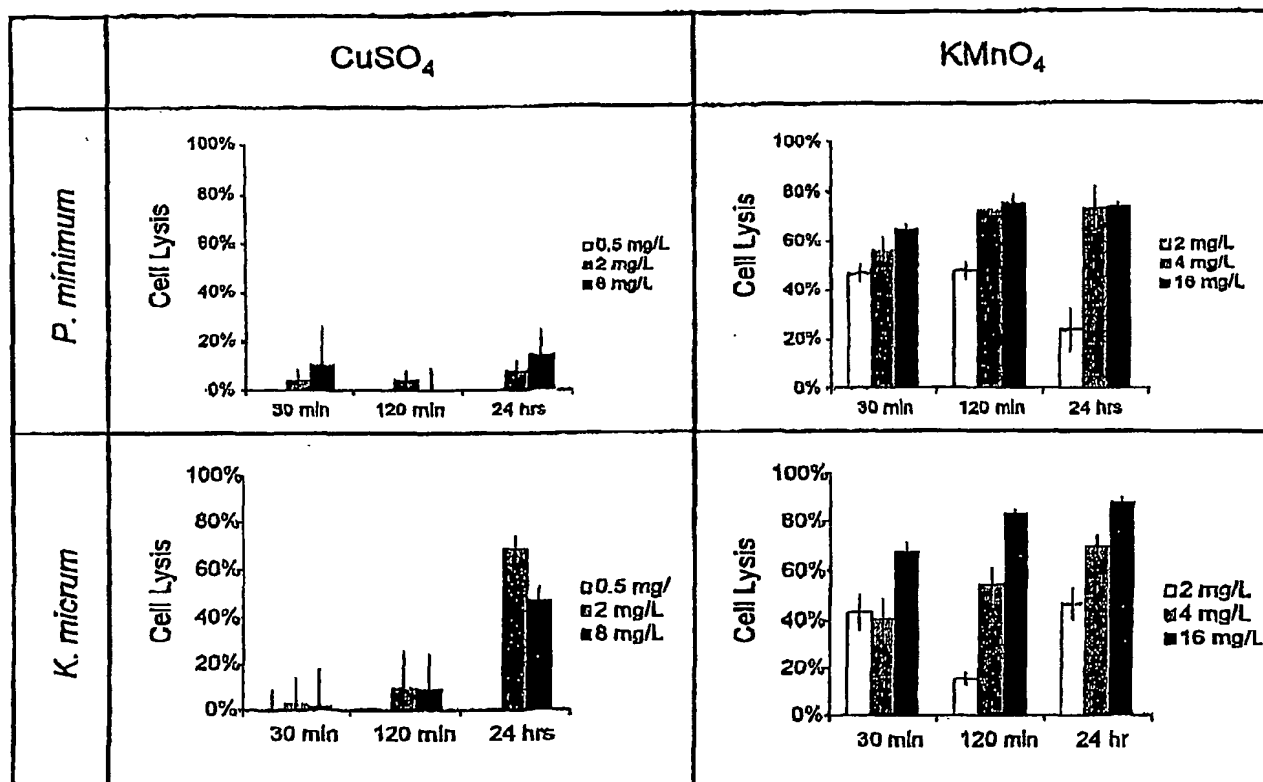 CuSO₄
KMnO₄
P. minimum
Cell Lysis
100%
80%
60%
40%
20%
0%
30 min
120 min
24 hrs
0.5 mg/L
2 mg/L
8 mg/L
Cell Lysis
100%
80%
60%
40%
20%
0%
30 min
120 min
24 hrs
2 mg/L
4 mg/L
16 mg/L
K. micrum
Cell Lysis
100%
80%
60%
40%
20%
0%
30 min
120 min
24 hrs
0.5 mg/
2 mg/L
8 mg/L
Cell Lysis
100%
80%
60%
40%
20%
0%
30 min
120 min
24 hr
2 mg/L
4 mg/L
16 mg/L